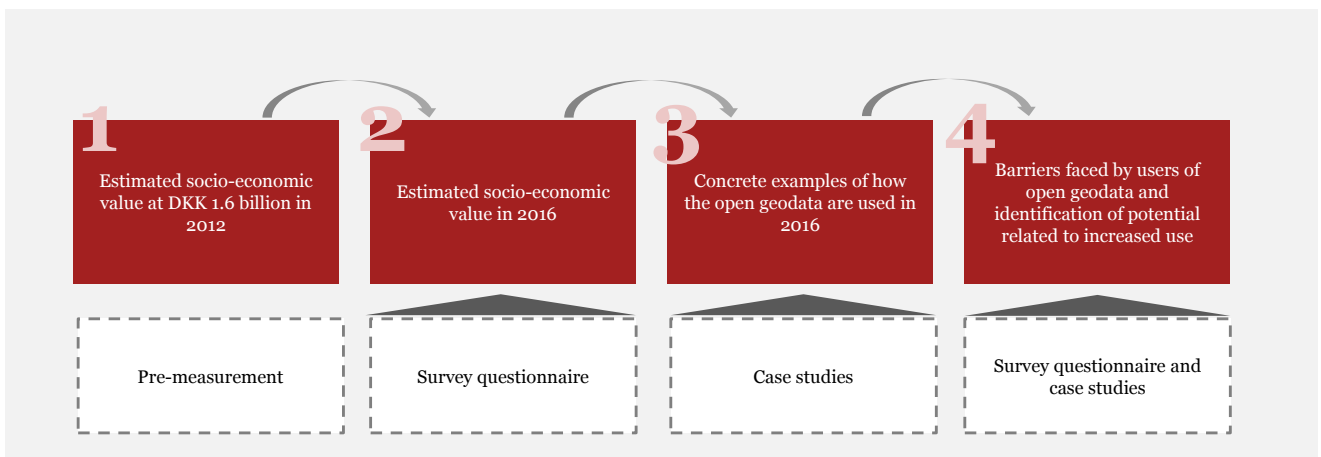 1
Estimated socio-economic
value at DKK 1.6 billion in
2012
2
Estimated socio-economic
value in 2016
3
Concrete examples of how
the open geodata are used in
2016
4
Barriers faced by users of
open geodata and
identification of potential
related to increased use
Pre-measurement
Survey questionnaire
Case studies
Survey questionnaire and
case studies